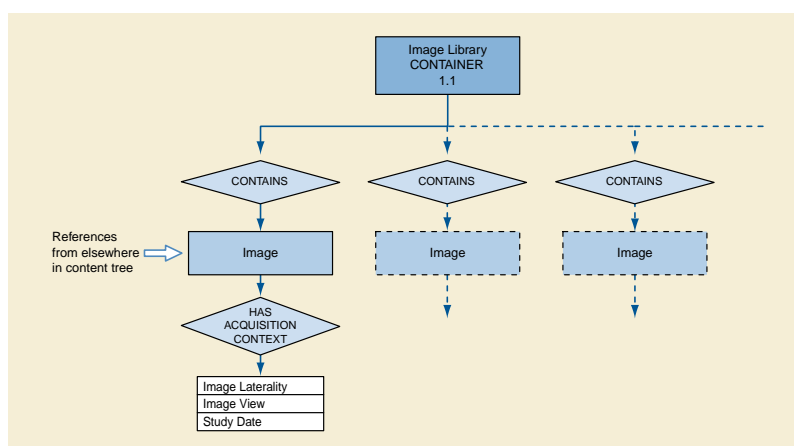 Image Library
CONTAINER
1.1
CONTAINS
CONTAINS
CONTAINS
References
from elsewhere
in content tree
Image
Image
Image
HAS
ACQUISITION
CONTEXT
Image Laterality
Image View
Study Date